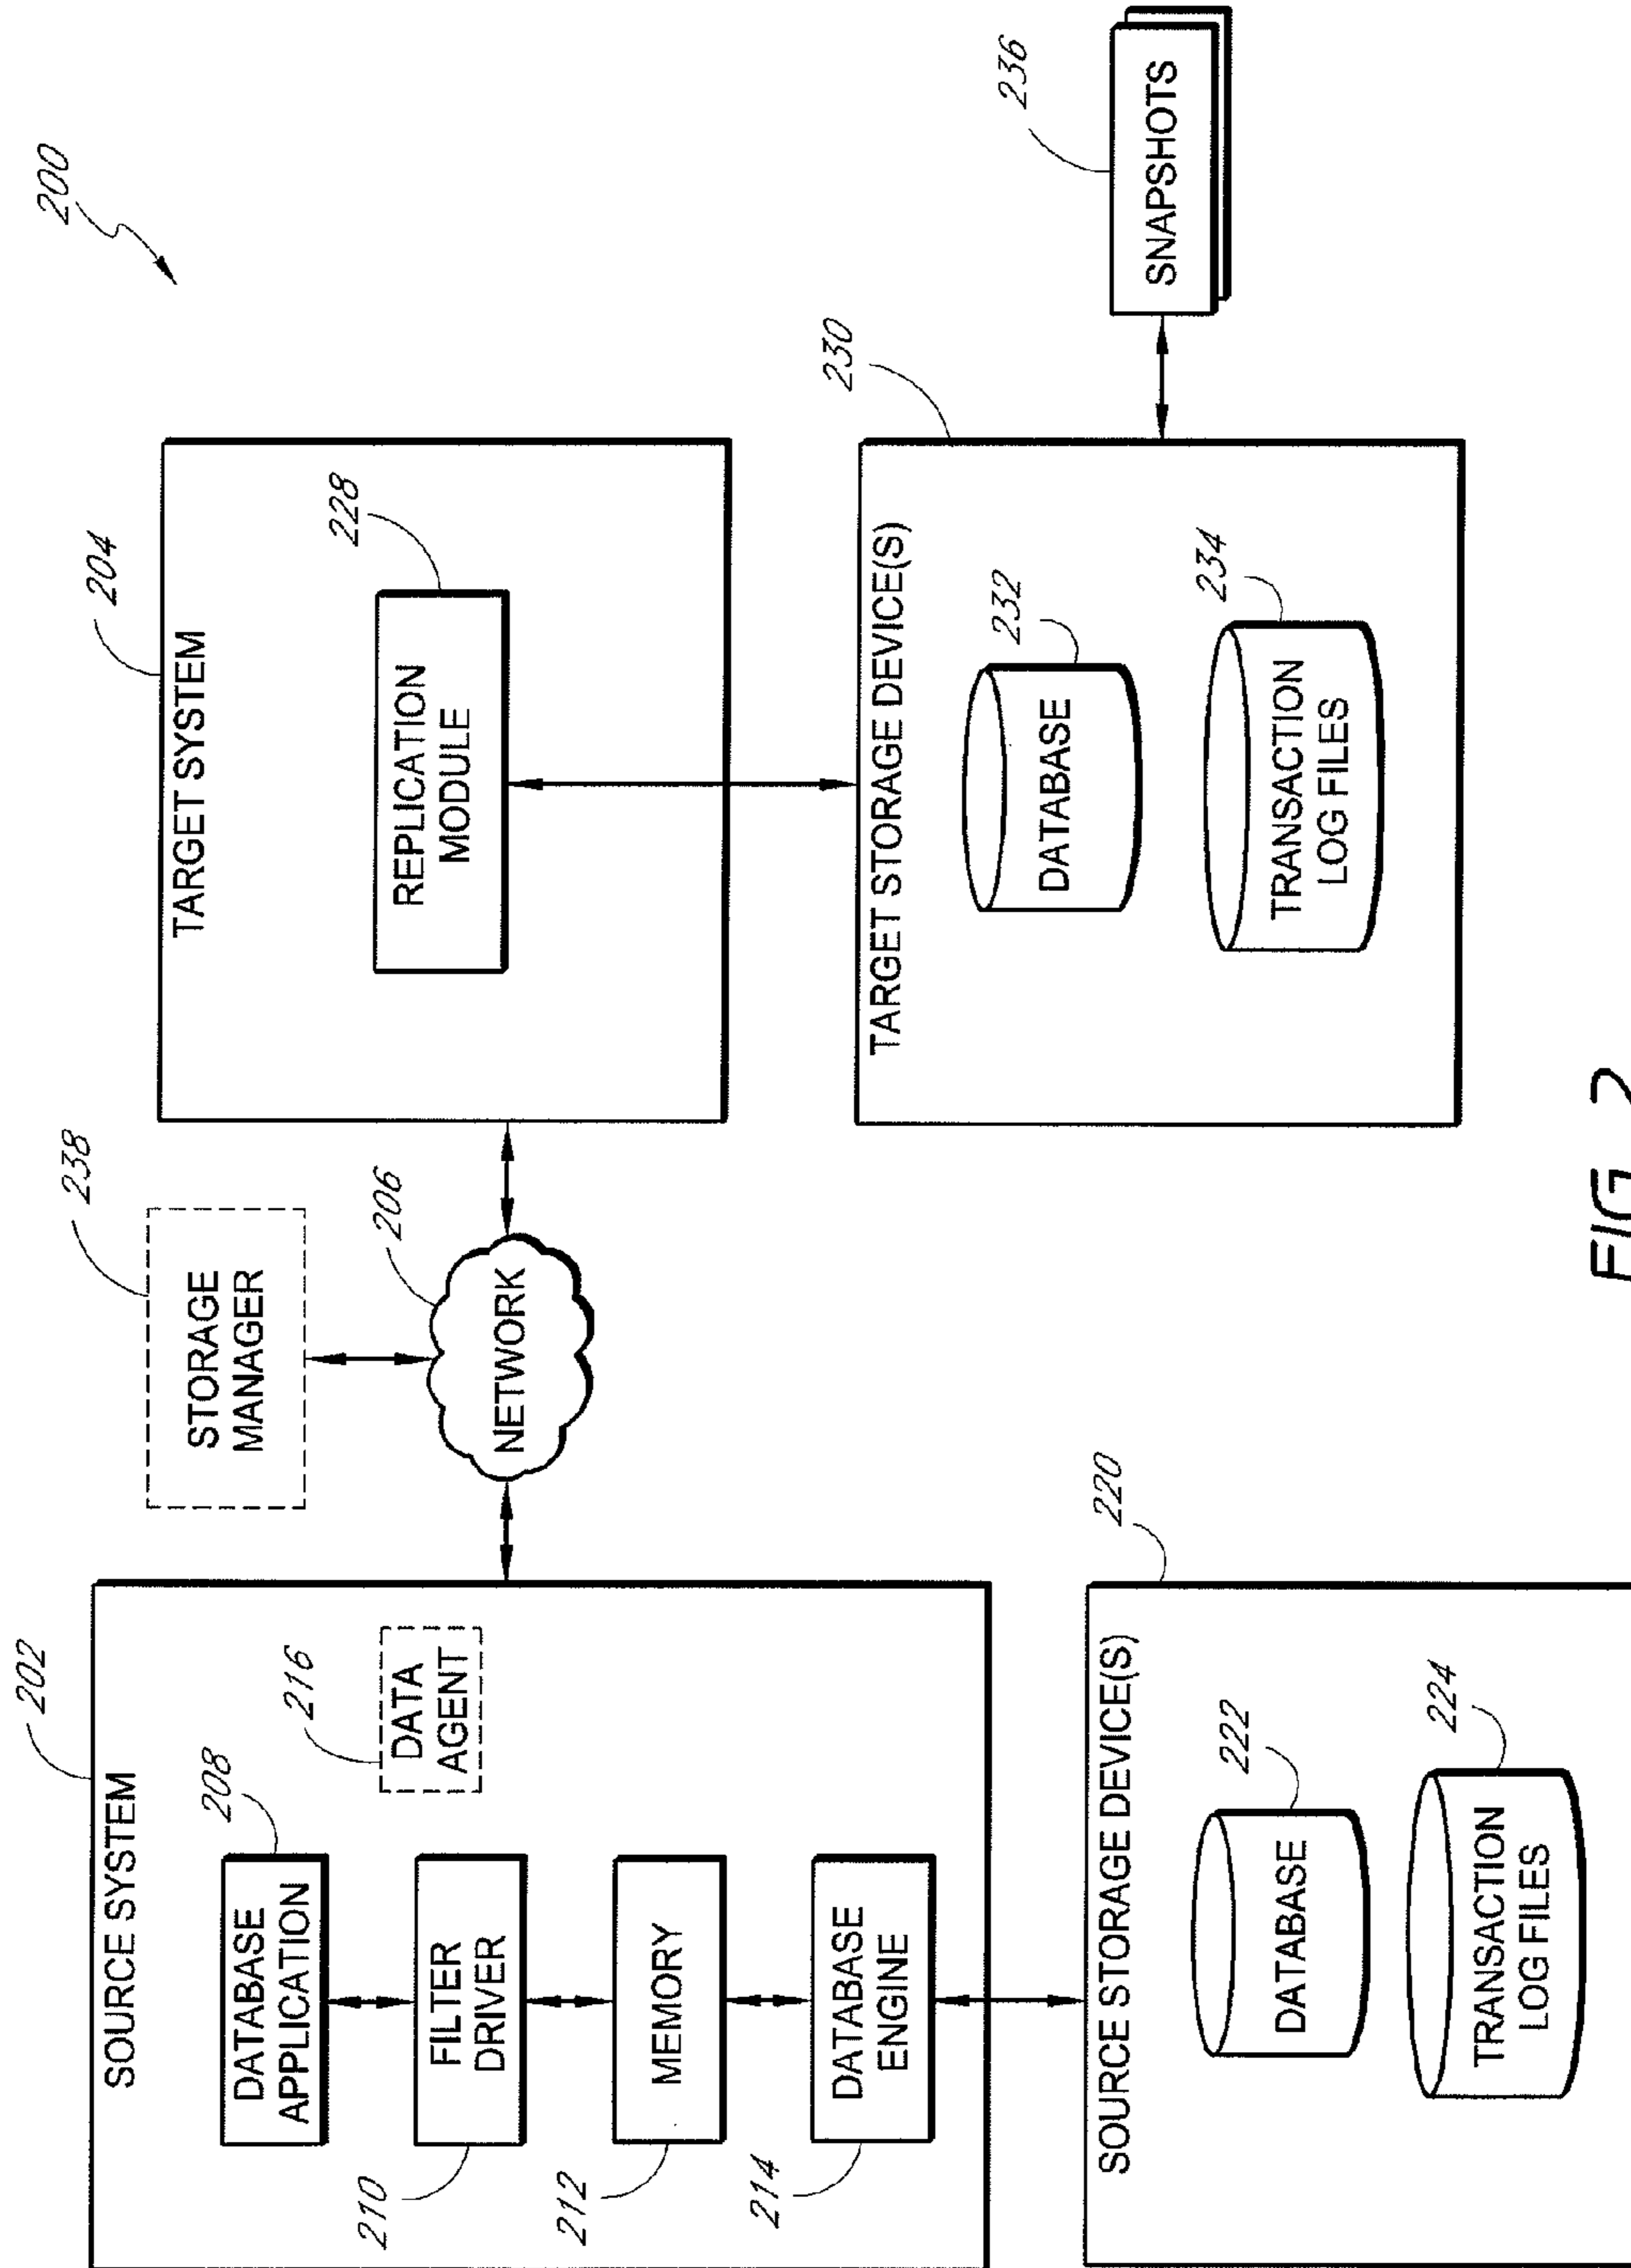 200
202
SOURCE SYSTEM
208
DATABASE
APPLICATION
210
FILTER
DRIVER
212
MEMORY
214
DATABASE
ENGINE
216
DATA
AGENT
220
SOURCE STORAGE DEVICE(S)
222
DATABASE
224
TRANSACTION
LOG FILES
238
STORAGE
MANAGER
206
NETWORK
204
TARGET SYSTEM
228
REPLICATION
MODULE
230
TARGET STORAGE DEVICE(S)
232
DATABASE
234
TRANSACTION
LOG FILES
236
SNAPSHOTS
FIG. 2